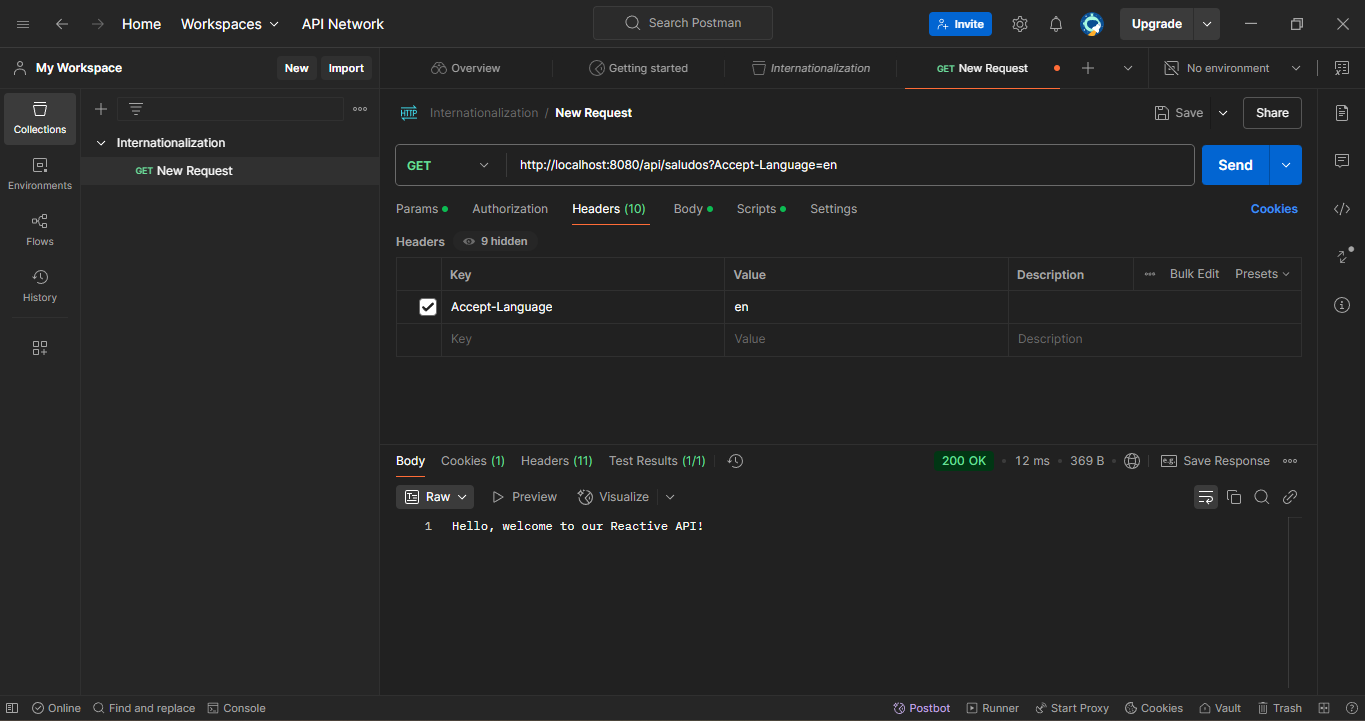 Home Workspaces API Network Search Postman Invite Upgrade
My Workspace New Import Overview Getting started Internationalization GET New Request No environment
Collections
Environments
Flows
History
Internationalization
GET New Request
HTTP Internationalization / New Request Save Share
GET http://localhost:8080/api/saludos?Accept-Language=en Send
Params Authorization Headers (10) Body Scripts Settings Cookies
Headers 9 hidden
Key Value Description Bulk Edit Presets
Accept-Language en
Key Value Description
Body Cookies (1) Headers (11) Test Results (1/1) 200 OK 12 ms 369 B e.g. Save Response
Raw Preview Visualize
1 Hello, welcome to our Reactive API!
Online Find and replace Console Postbot Runner Start Proxy Cookies Vault Trash